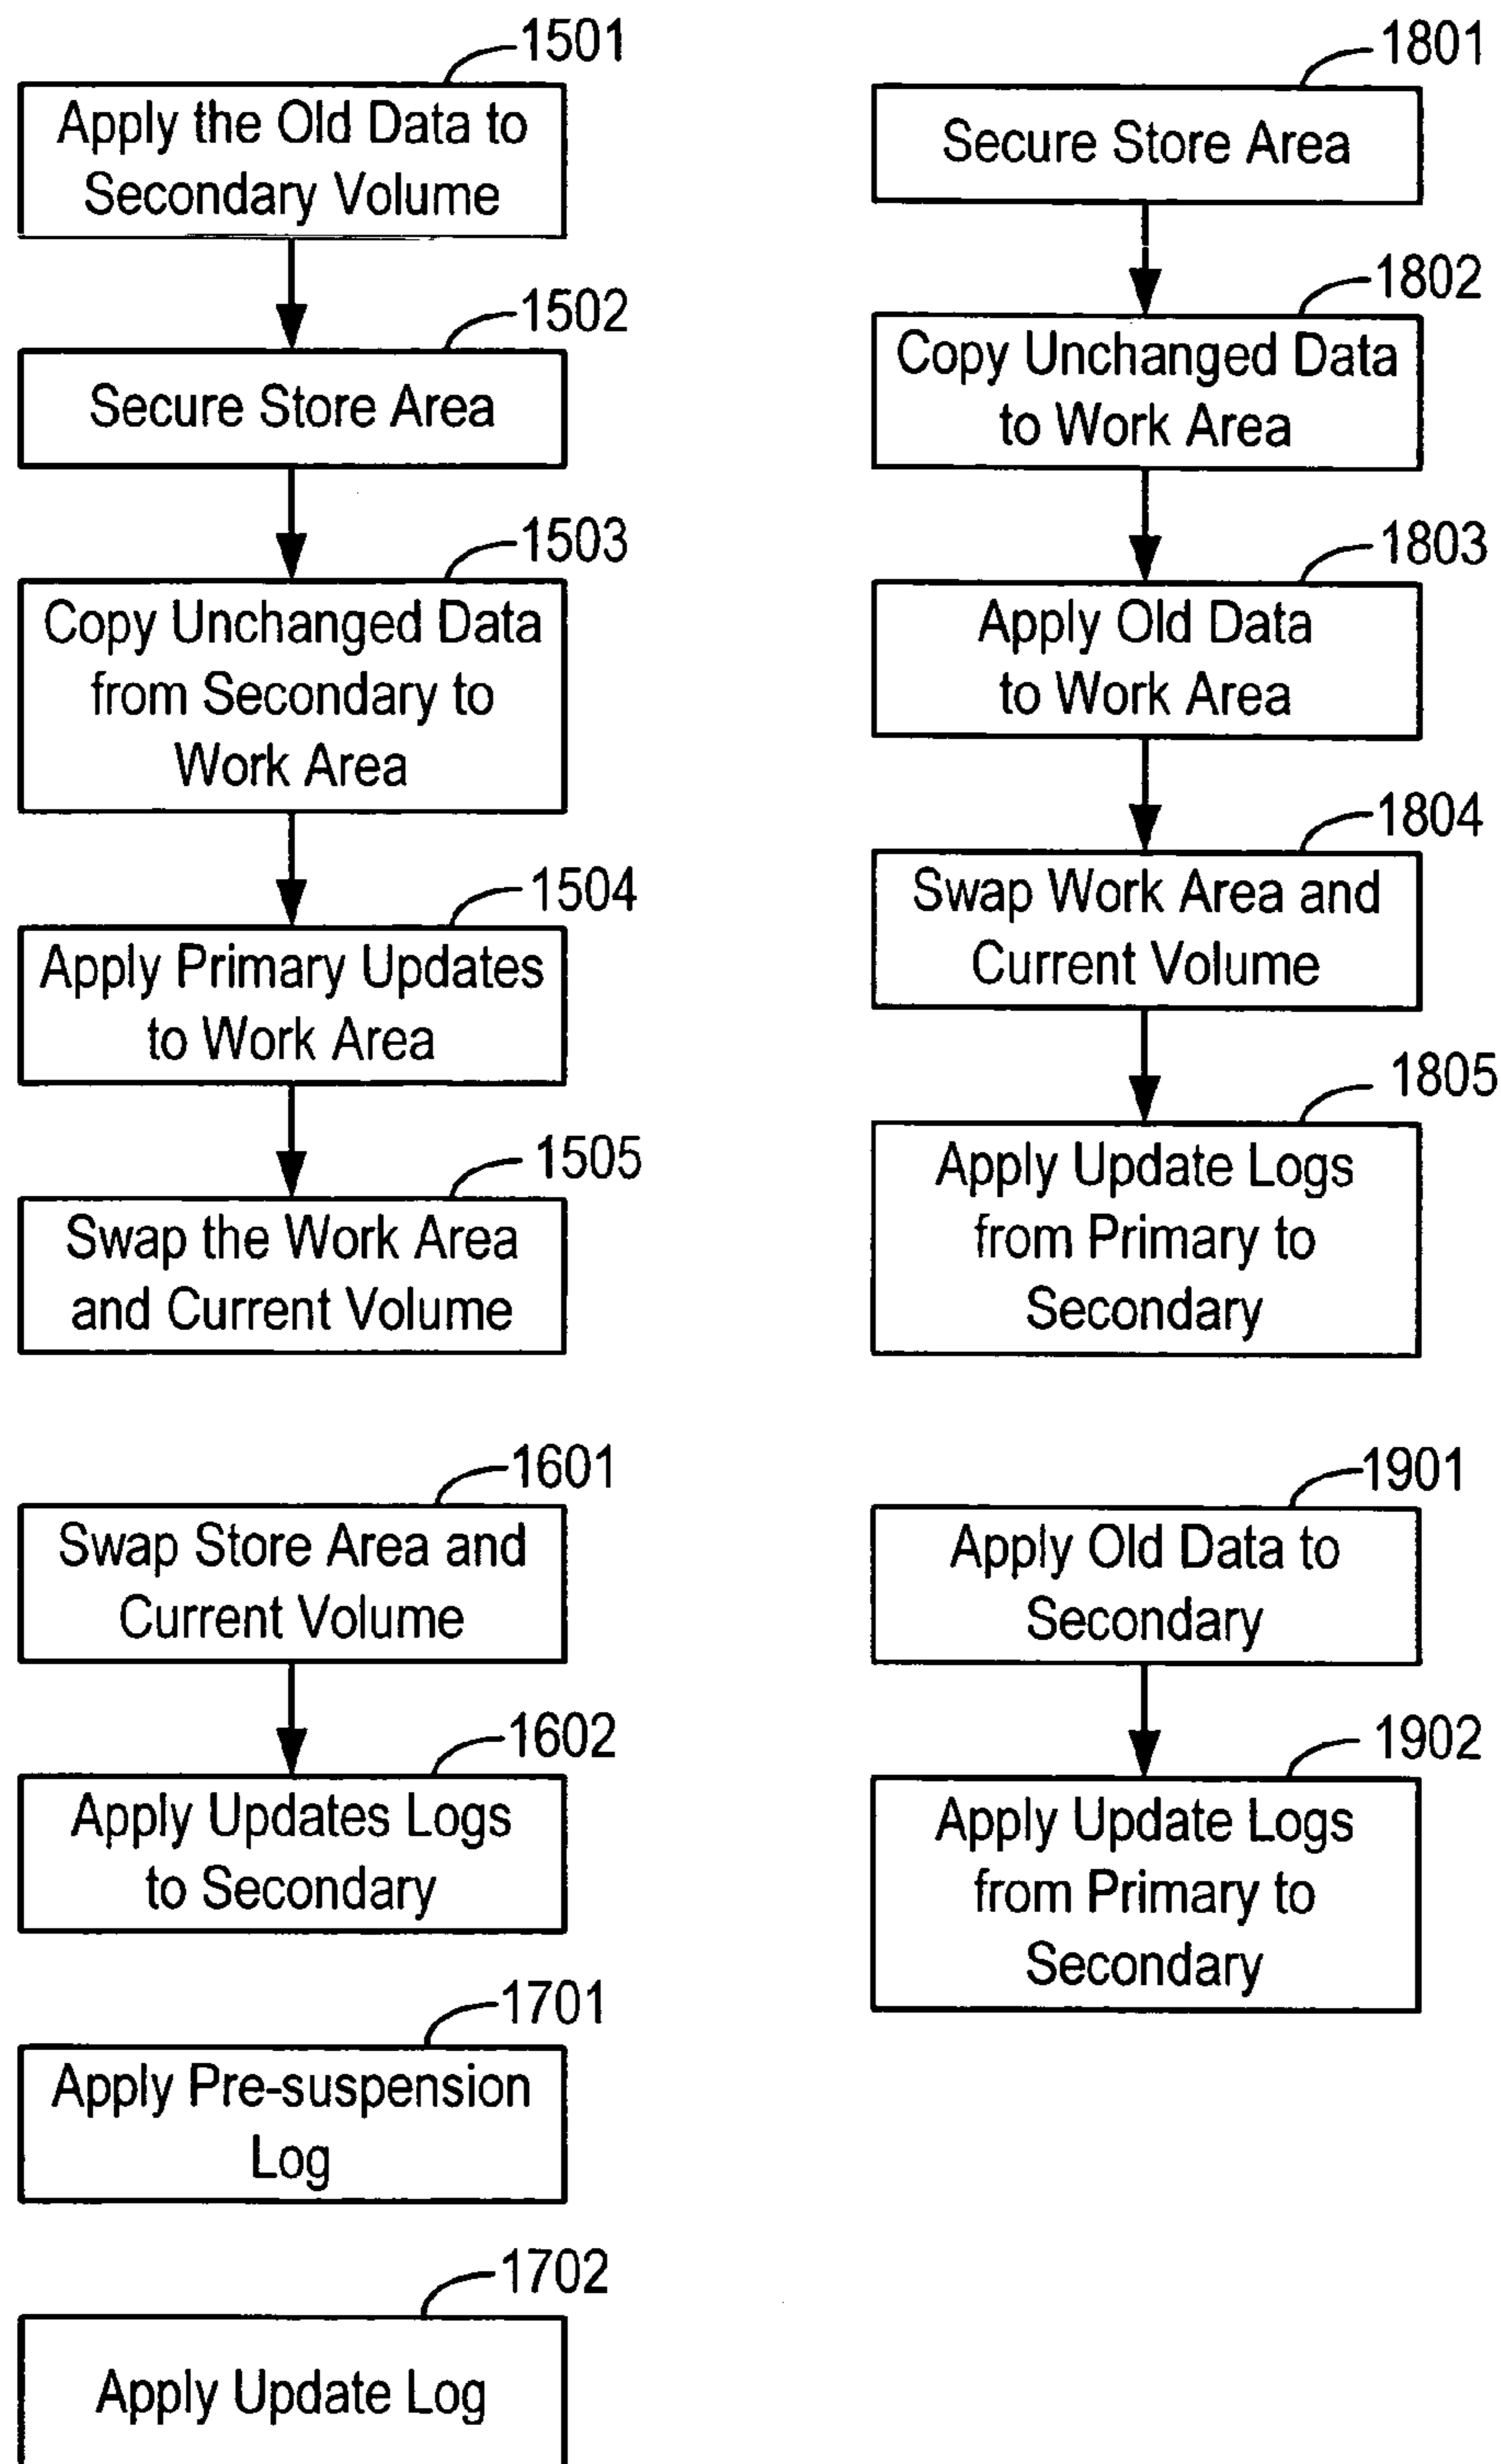 1501
Apply the Old Data to
Secondary Volume
1502
Secure Store Area
1503
Copy Unchanged Data
from Secondary to
Work Area
1504
Apply Primary Updates
to Work Area
1505
Swap the Work Area
and Current Volume
1601
Swap Store Area and
Current Volume
1602
Apply Updates Logs
to Secondary
1701
Apply Pre-suspension
Log
1702
Apply Update Log
1801
Secure Store Area
1802
Copy Unchanged Data
to Work Area
1803
Apply Old Data
to Work Area
1804
Swap Work Area and
Current Volume
1805
Apply Update Logs
from Primary to
Secondary
1901
Apply Old Data to
Secondary
1902
Apply Update Logs
from Primary to
Secondary